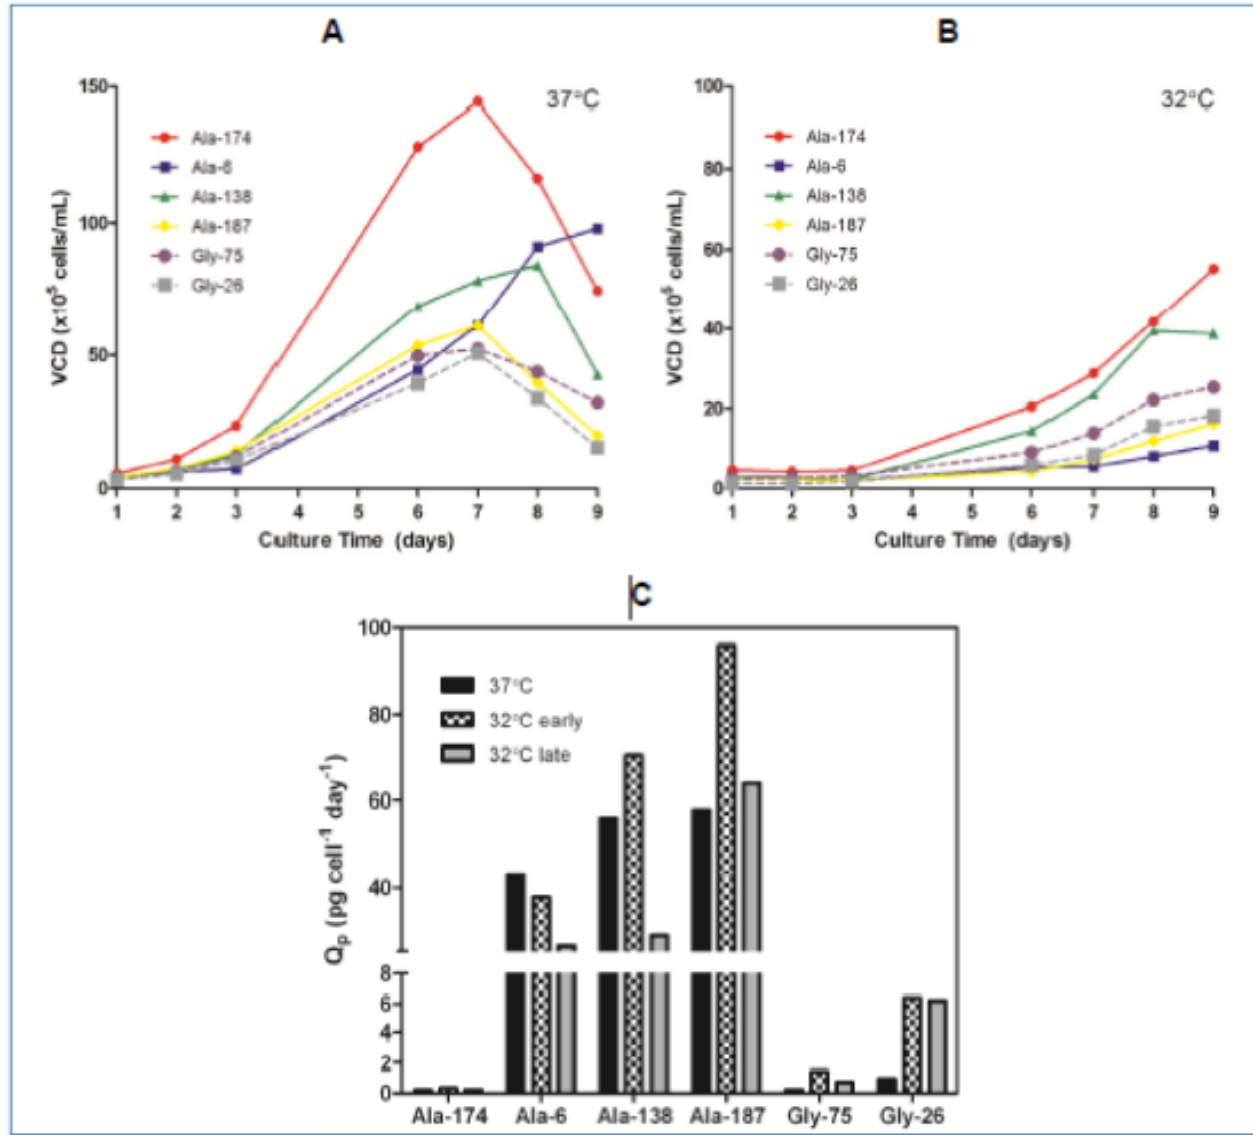 A
150
100
50
0
37°C
Ala-174
Ala-6
Ala-138
Ala-187
Gly-75
Gly-26
VCD (x10⁵ cells/mL)
1 2 3 4 5 6 7 8 9
Culture Time (days)
B
100
80
60
40
20
0
32°C
Ala-174
Ala-6
Ala-138
Ala-187
Gly-75
Gly-26
VCD (x10⁵ cells/mL)
1 2 3 4 5 6 7 8 9
Culture Time (days)
C
100
80
60
40
8
6
4
2
0
37°C
32°C early
32°C late
Qp (pg cell⁻¹ day⁻¹)
Ala-174 Ala-6 Ala-138 Ala-187 Gly-75 Gly-26